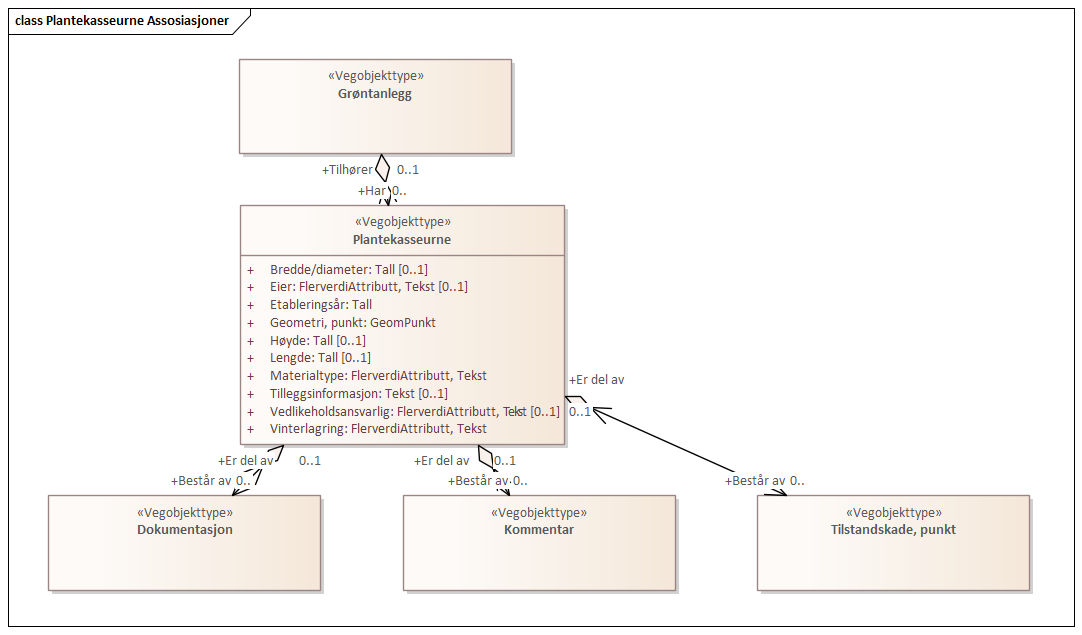 class Plantekasseurne Assosiasjoner
«Vegobjekttype»
Grøntanlegg
+Tilhører 0..1
+Har 0..
«Vegobjekttype»
Plantekasseurne
+ Bredde/diameter: Tall [0..1]
+ Eier: FlerverdiAttributt, Tekst [0..1]
+ Etableringsår: Tall
+ Geometri, punkt: GeomPunkt
+ Høyde: Tall [0..1]
+ Lengde: Tall [0..1]
+ Materialtype: FlerverdiAttributt, Tekst
+ Tilleggsinformasjon: Tekst [0..1]
+ Vedlikeholdsansvarlig: FlerverdiAttributt, Tekst [0..1]
+ Vinterlagring: FlerverdiAttributt, Tekst
+Er del av
0..1
+Er del av 0..1
+Består av 0..
+Er del av 0..1
+Består av 0..
+Består av 0..
«Vegobjekttype»
Dokumentasjon
«Vegobjekttype»
Kommentar
«Vegobjekttype»
Tilstandskade, punkt